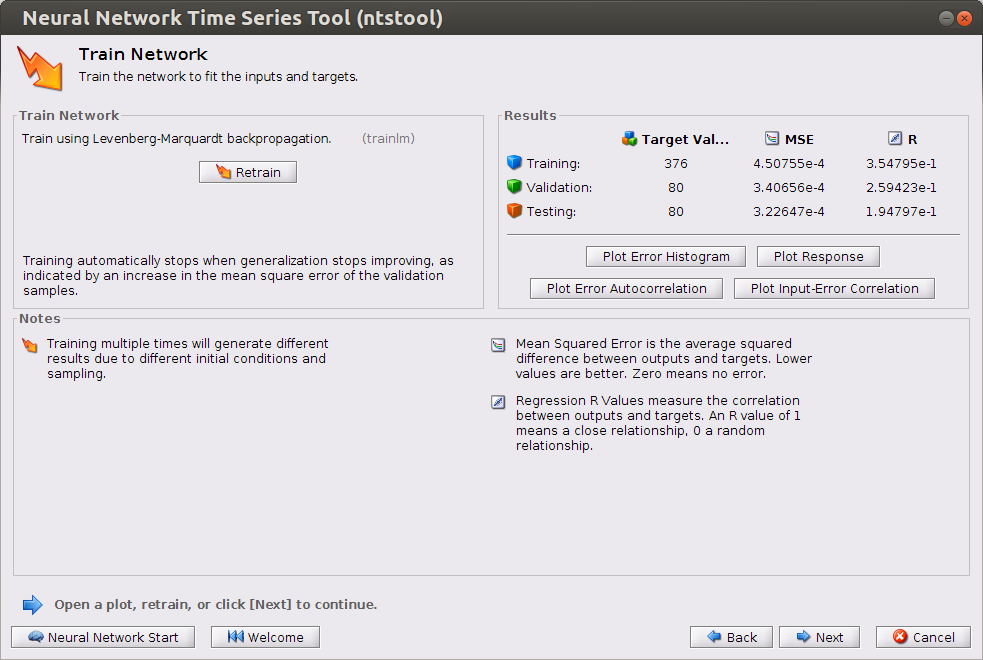 Neural Network Time Series Tool (ntstool)
Train Network
Train the network to fit the inputs and targets.
Train Network
Train using Levenberg-Marquardt backpropagation. (trainlm)
Retrain
Training automatically stops when generalization stops improving, as
indicated by an increase in the mean square error of the validation
samples.
Results
Target Val... MSE R
Training: 376 4.50755e-4 3.54795e-1
Validation: 80 3.40656e-4 2.59423e-1
Testing: 80 3.22647e-4 1.94797e-1
Plot Error Histogram Plot Response
Plot Error Autocorrelation Plot Input-Error Correlation
Notes
Training multiple times will generate different
results due to different initial conditions and
sampling.
Mean Squared Error is the average squared
difference between outputs and targets. Lower
values are better. Zero means no error.
Regression R Values measure the correlation
between outputs and targets. An R value of 1
means a close relationship, 0 a random
relationship.
Open a plot, retrain, or click [Next] to continue.
Neural Network Start Welcome Back Next Cancel